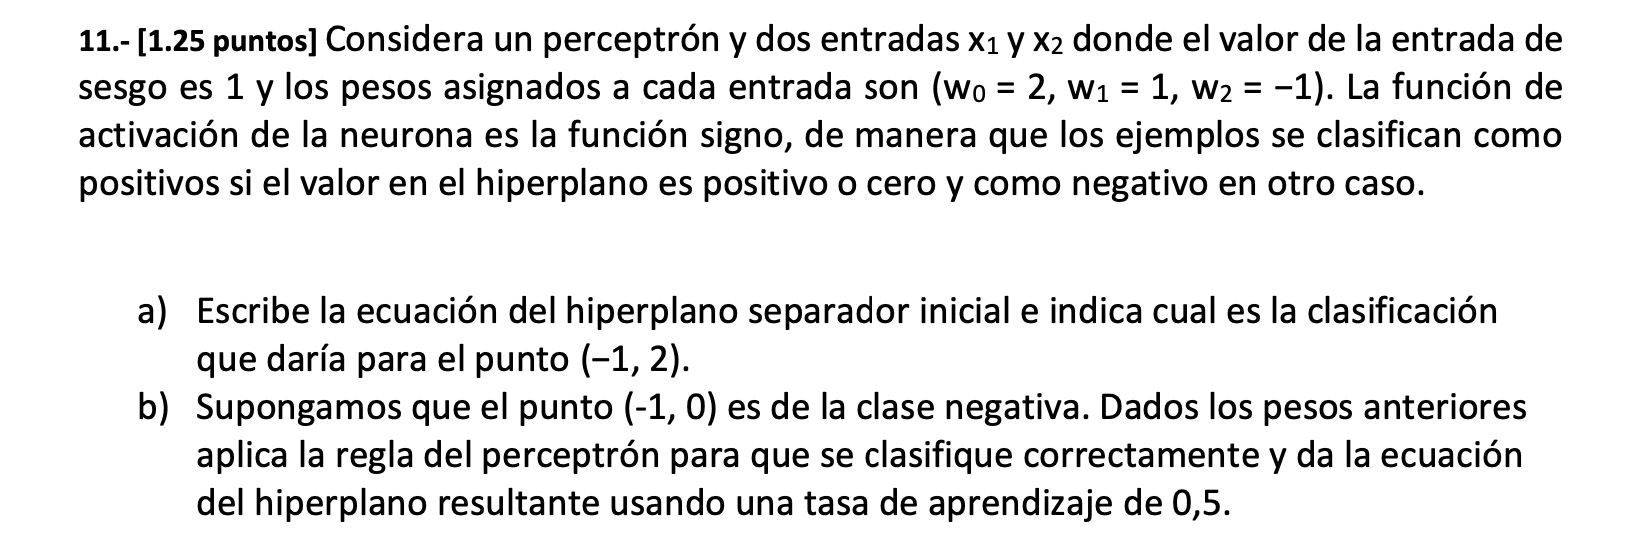 11.- [1.25 puntos] Considera un perceptrón y dos entradas x₁ y x₂ donde el valor de la entrada de
sesgo es 1 y los pesos asignados a cada entrada son (w₀ = 2, w₁ = 1, w₂ = −1). La función de
activación de la neurona es la función signo, de manera que los ejemplos se clasifican como
positivos si el valor en el hiperplano es positivo o cero y como negativo en otro caso.
a) Escribe la ecuación del hiperplano separador inicial e indica cual es la clasificación
que daría para el punto (−1, 2).
b) Supongamos que el punto (-1, 0) es de la clase negativa. Dados los pesos anteriores
aplica la regla del perceptrón para que se clasifique correctamente y da la ecuación
del hiperplano resultante usando una tasa de aprendizaje de 0,5.